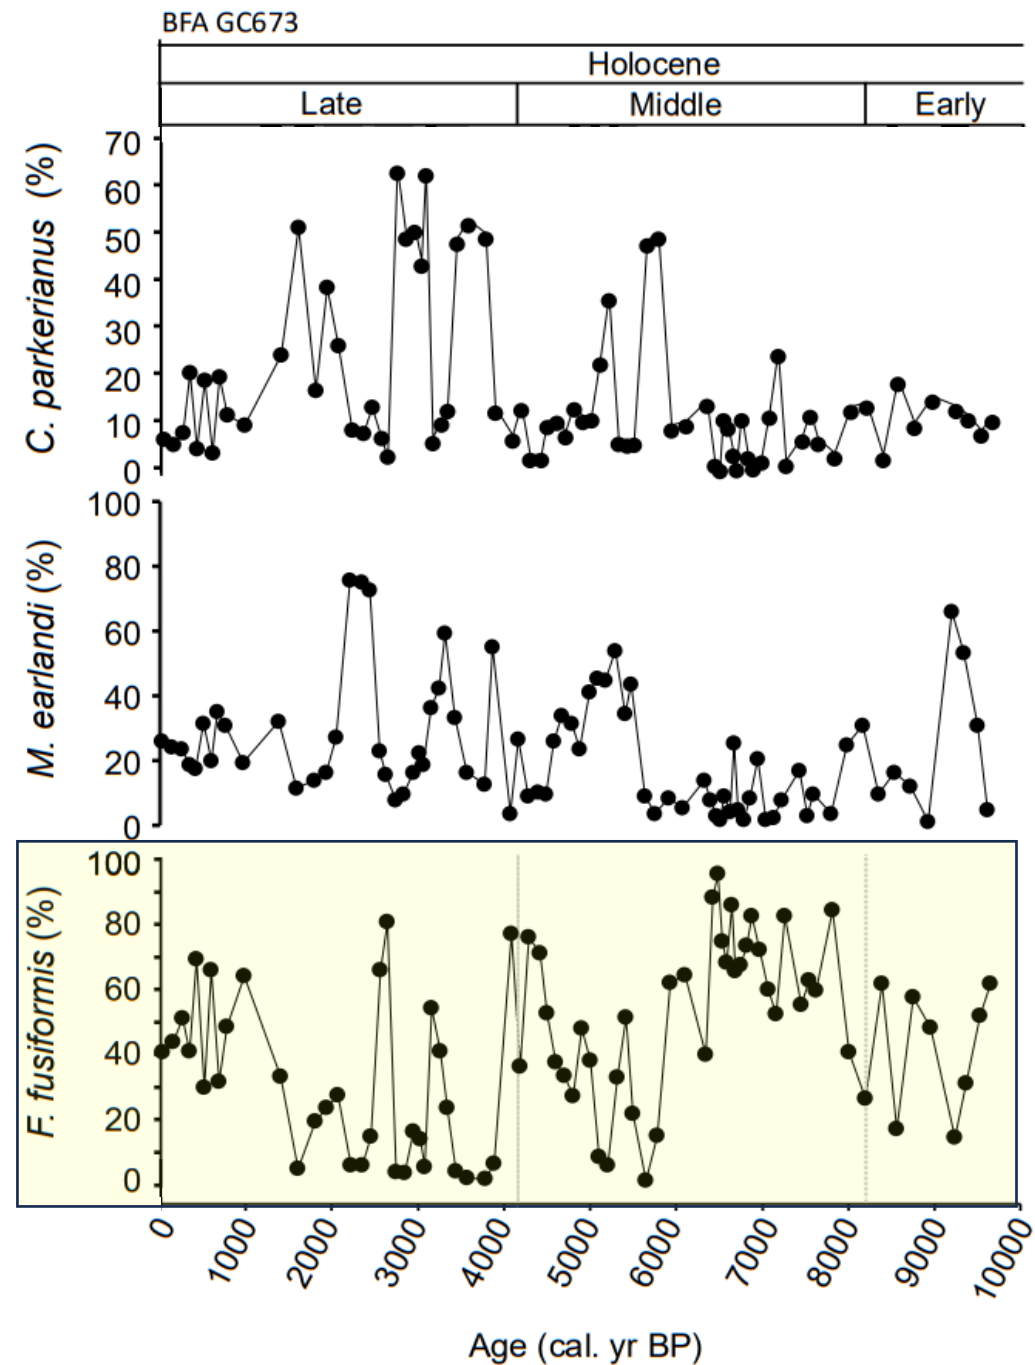 BFA GC673
Holocene
Late Middle Early
C. parkerianus (%)
70
60
50
40
30
20
10
0
M. earlandi (%)
100
80
60
40
20
0
F. fusiformis (%)
100
80
60
40
20
0
0 1000 2000 3000 4000 5000 6000 7000 8000 90000 10000
Age (cal. yr BP)